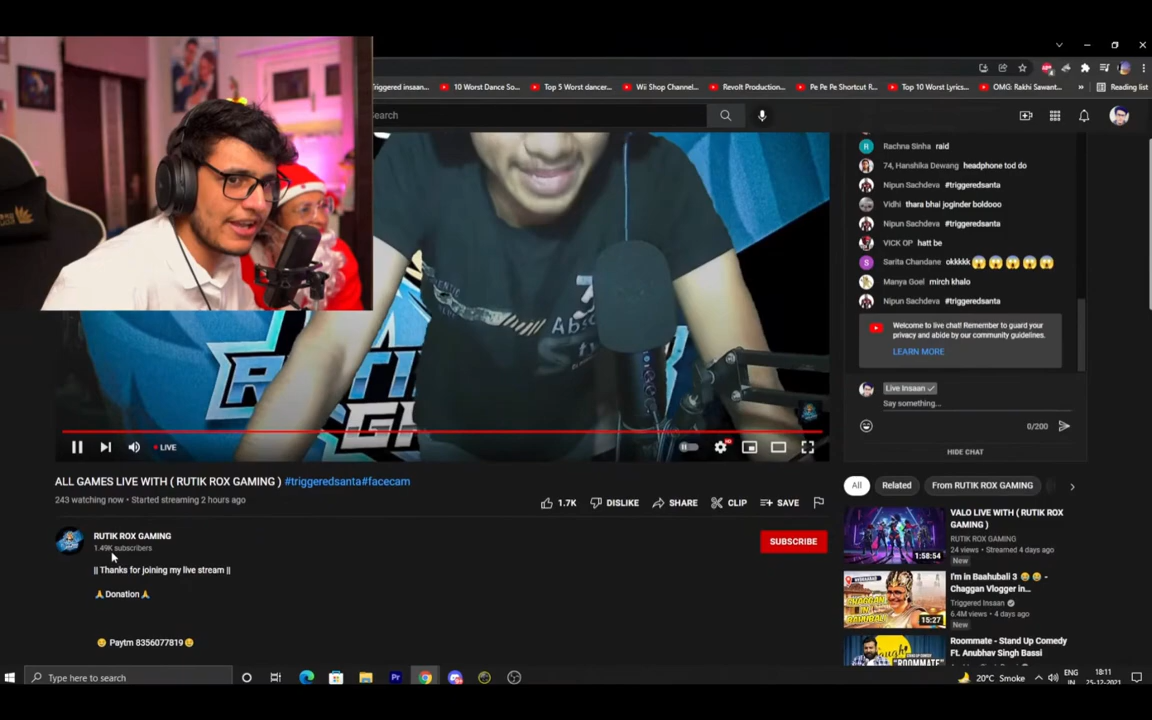 Triggered insaan...
10 Worst Dance So...
Top 5 Worst dancer...
Wii Shop Channel...
Revolt Production...
Pe Pe Pe Shortcut R...
Top 10 Worst Lyrics...
OMG: Rakhi Sawant...
»
Reading list
Search
Rachna Sinha raid
74, Hanshika Dewang headphone tod do
Nipun Sachdeva #triggeredsanta
Vidhi thara bhai joginder boldooo
Nipun Sachdeva #triggeredsanta
VICK OP hatt be
S Sarita Chandane okkkkk 😱😱😱😱😱
Manya Goel mirch khalo
Nipun Sachdeva #triggeredsanta
Welcome to live chat! Remember to guard your
privacy and abide by our community guidelines.
LEARN MORE
Live Insaan ✓
Say something...
0/200
HIDE CHAT
LIVE
ALL GAMES LIVE WITH ( RUTIK ROX GAMING ) #triggeredsanta#facecam
243 watching now • Started streaming 2 hours ago
1.7K DISLIKE SHARE CLIP SAVE
RUTIK ROX GAMING
1.49K subscribers
SUBSCRIBE
|| Thanks for joining my live stream ||
🙏 Donation 🙏
Paytm 8356077819
All Related From RUTIK ROX GAMING
VALO LIVE WITH ( RUTIK ROX
GAMING )
RUTIK ROX GAMING
24 views • Streamed 4 days ago
New
1:58:54
I'm in Baahubali 3 😂😂 -
Chaggan Vlogger in...
Triggered Insaan
6.4M views • 4 days ago
New
15:27
Roommate - Stand Up Comedy
Ft. Anubhav Singh Bassi
Type here to search
Pr
20°C Smoke
ENG
IN
18:11
25-12-2021